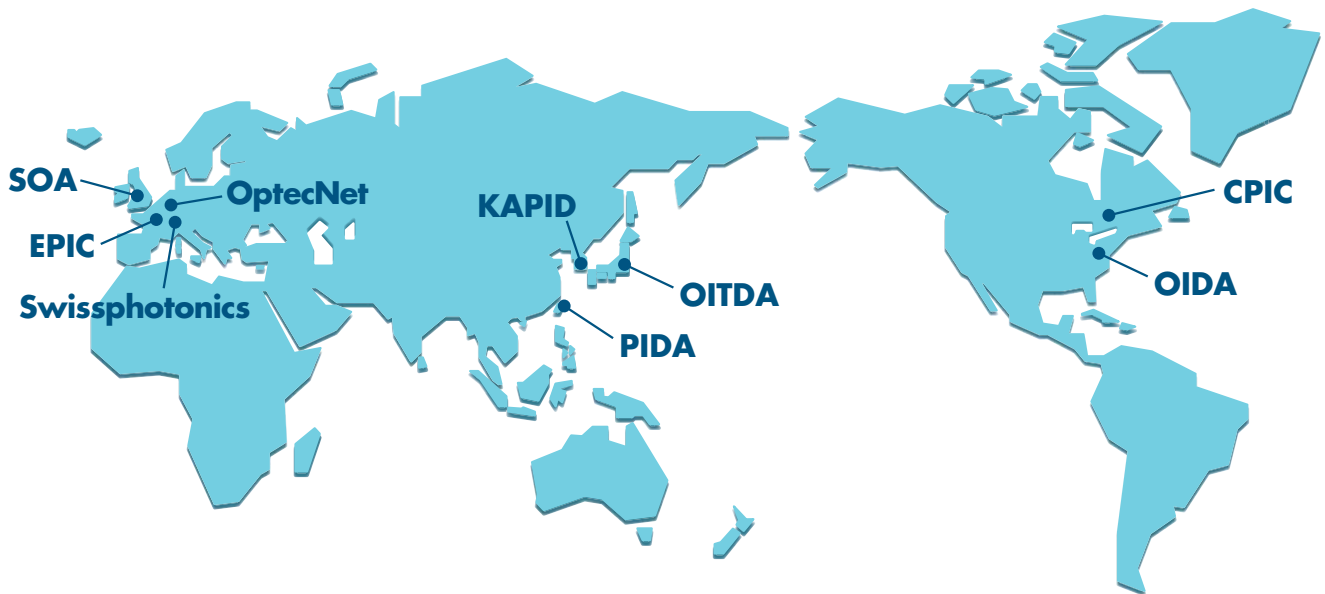 SOA
OptecNet
EPIC
Swissphotonics
KAPID
OITDA
PIDA
CPIC
OIDA